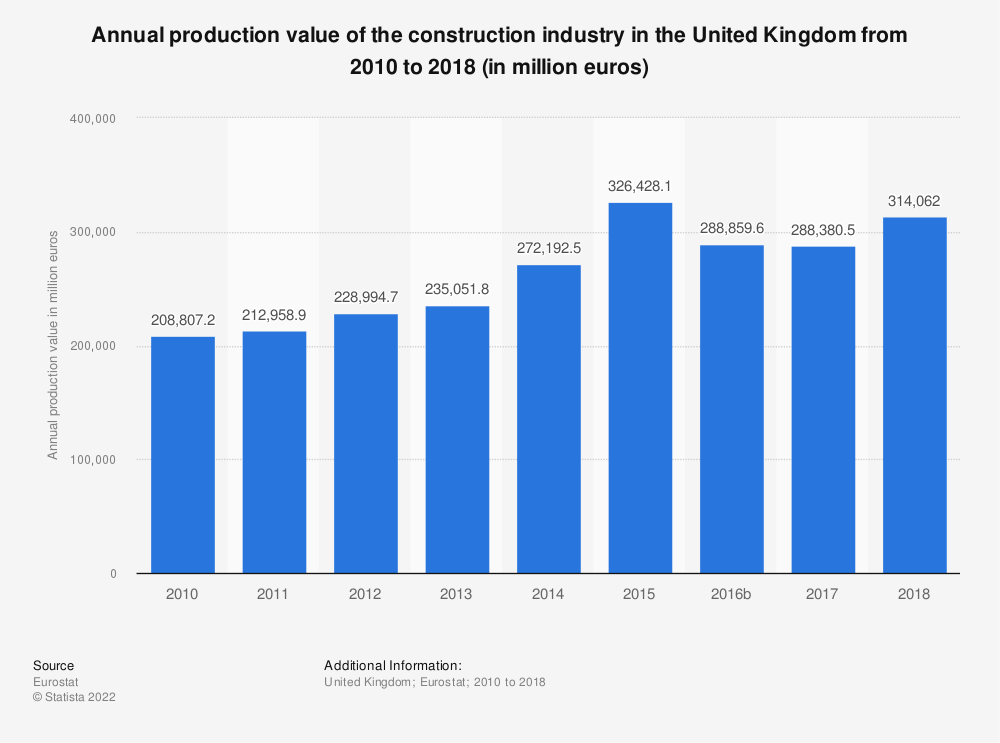 Annual production value of the construction industry in the United Kingdom from
2010 to 2018 (in million euros)
Annual production value in million euros
400,000
300,000
200,000
100,000
0
208,807.2
212,958.9
228,994.7
235,051.8
272,192.5
326,428.1
288,859.6
288,380.5
314,062
2010
2011
2012
2013
2014
2015
2016b
2017
2018
Source
Eurostat
© Statista 2022
Additional Information:
United Kingdom; Eurostat; 2010 to 2018